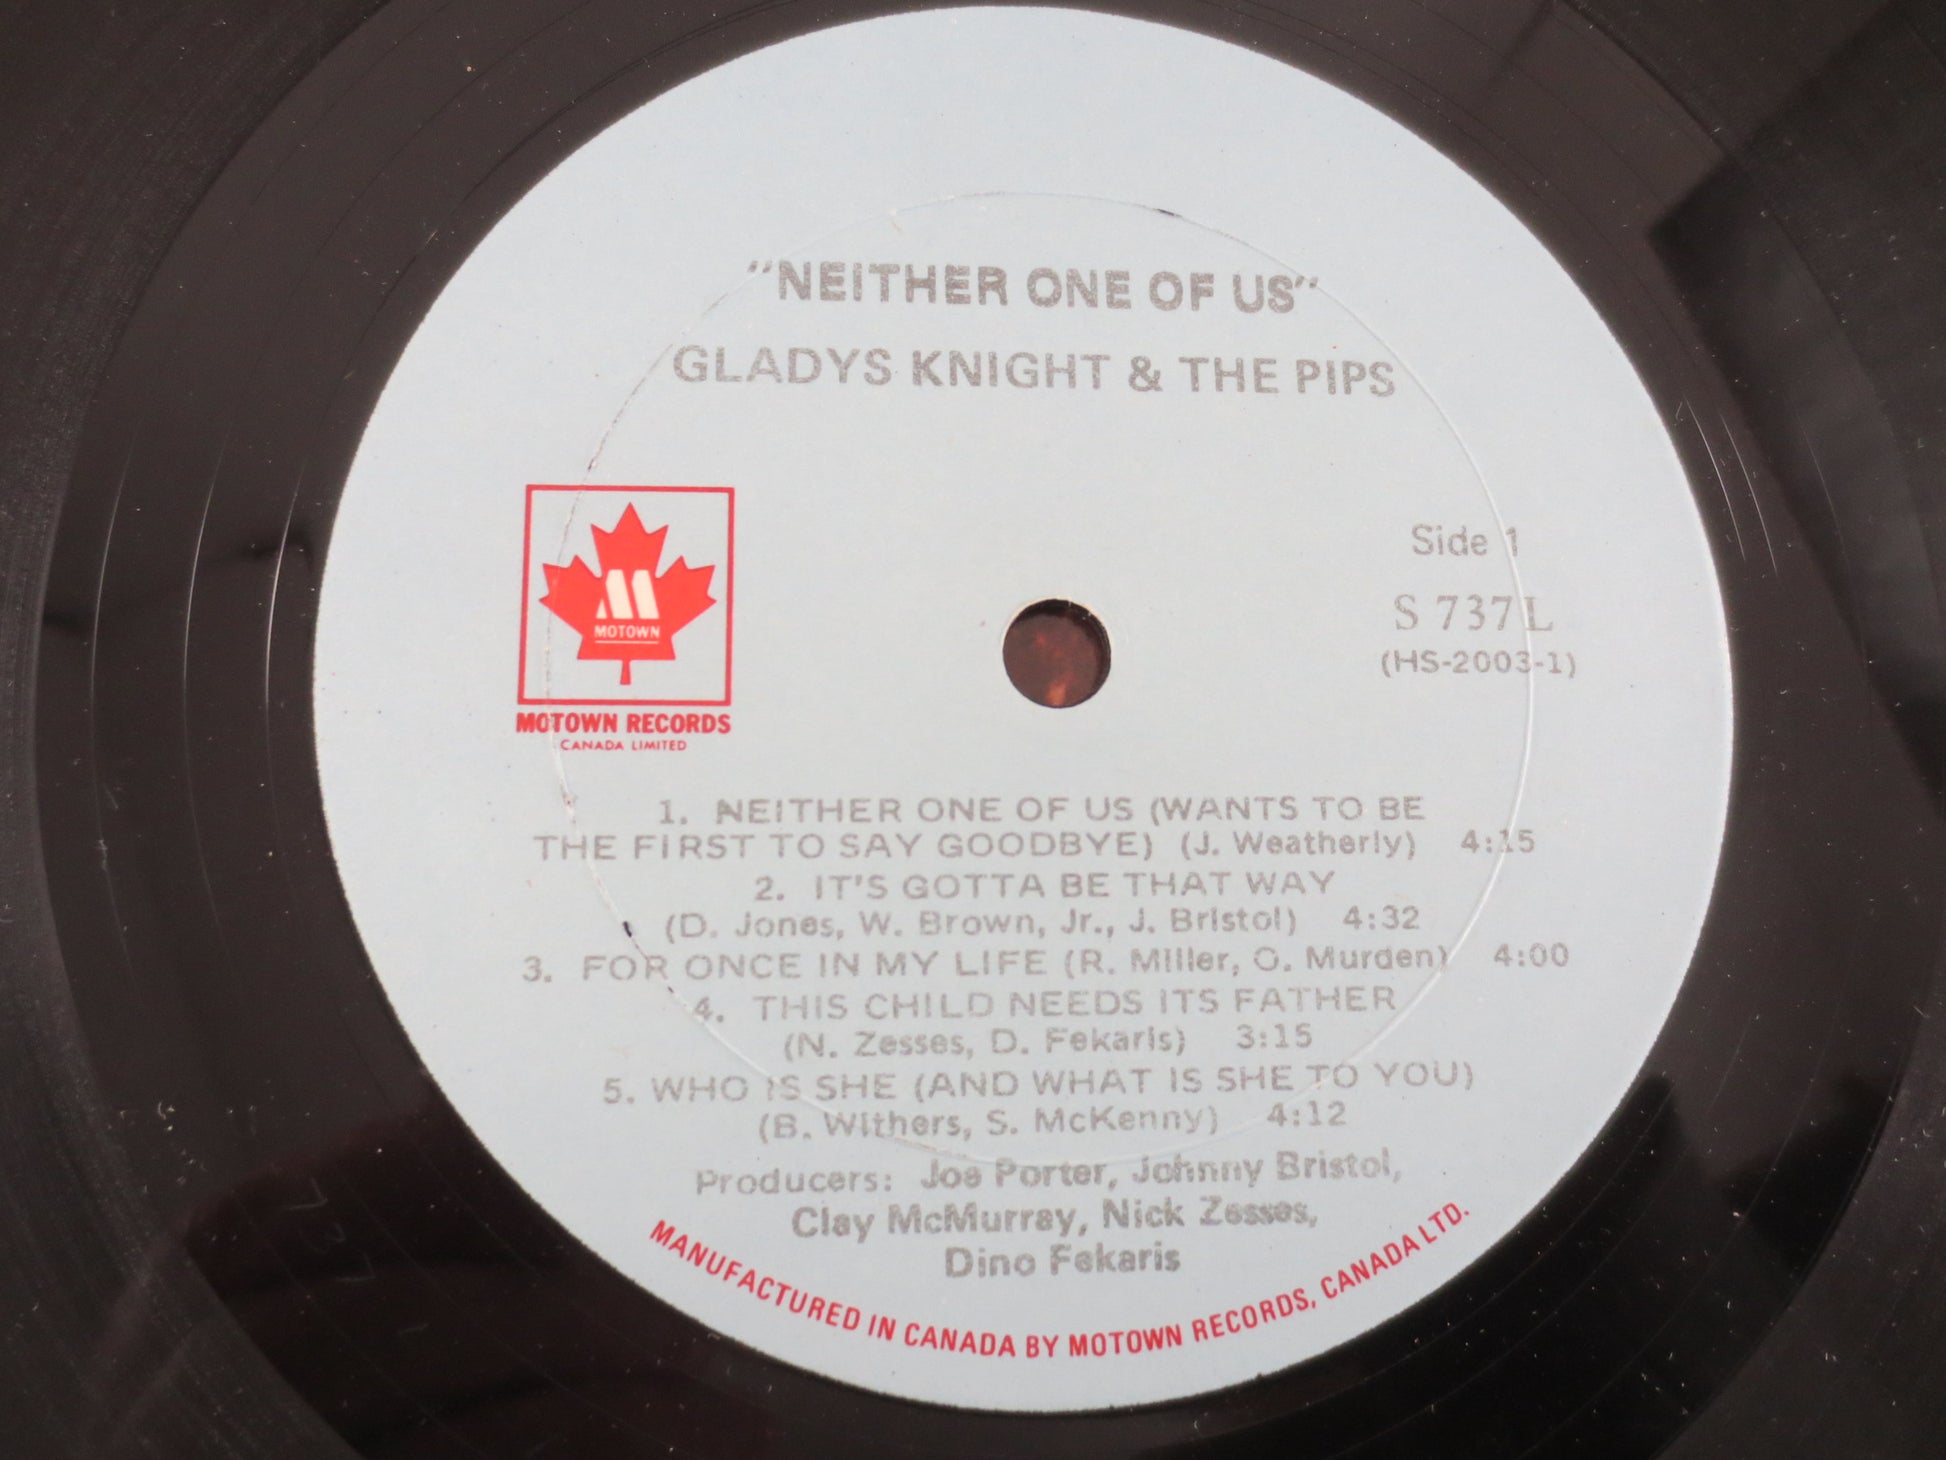 "NEITHER ONE OF US"
GLADYS KNIGHT & THE PIPS
M
MOTOWN
MOTOWN RECORDS
CANADA LIMITED
Side 1
S 737 L
(HS-2003-1)
1. NEITHER ONE OF US (WANTS TO BE
THE FIRST TO SAY GOODBYE) (J. Weatherly) 4:15
2. IT'S GOTTA BE THAT WAY
(D. Jones, W. Brown, Jr., J. Bristol) 4:32
3. FOR ONCE IN MY LIFE (R. Miller, O. Murden) 4:00
4. THIS CHILD NEEDS ITS FATHER
(N. Zesses, D. Fekaris) 3:15
5. WHO IS SHE (AND WHAT IS SHE TO YOU)
(B. Withers, S. McKenny) 4:12
Producers: Joe Porter, Johnny Bristol,
Clay McMurray, Nick Zesses,
Dino Fekaris
MANUFACTURED IN CANADA BY MOTOWN RECORDS, CANADA LTD.